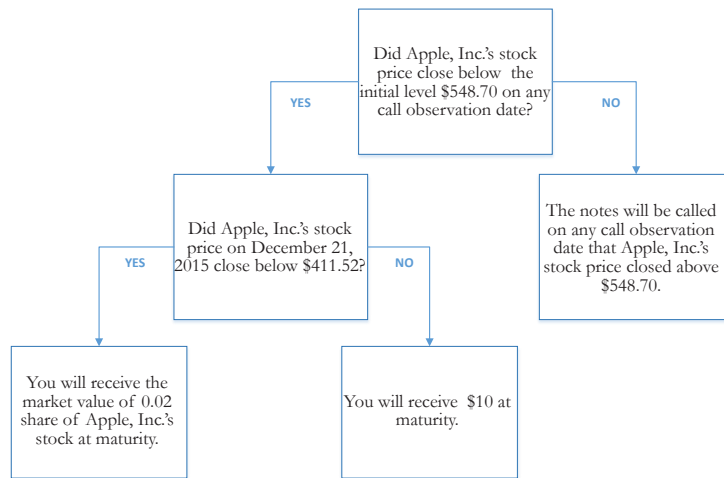 Did Apple, Inc.'s stock
price close below the
initial level $548.70 on any
call observation date?
YES
NO
Did Apple, Inc.'s stock
price on December 21,
2015 close below $411.52?
The notes will be called
on any call observation
date that Apple, Inc.'s
stock price closed above
$548.70.
YES
NO
You will receive the
market value of 0.02
share of Apple, Inc.'s
stock at maturity.
You will receive $10 at
maturity.